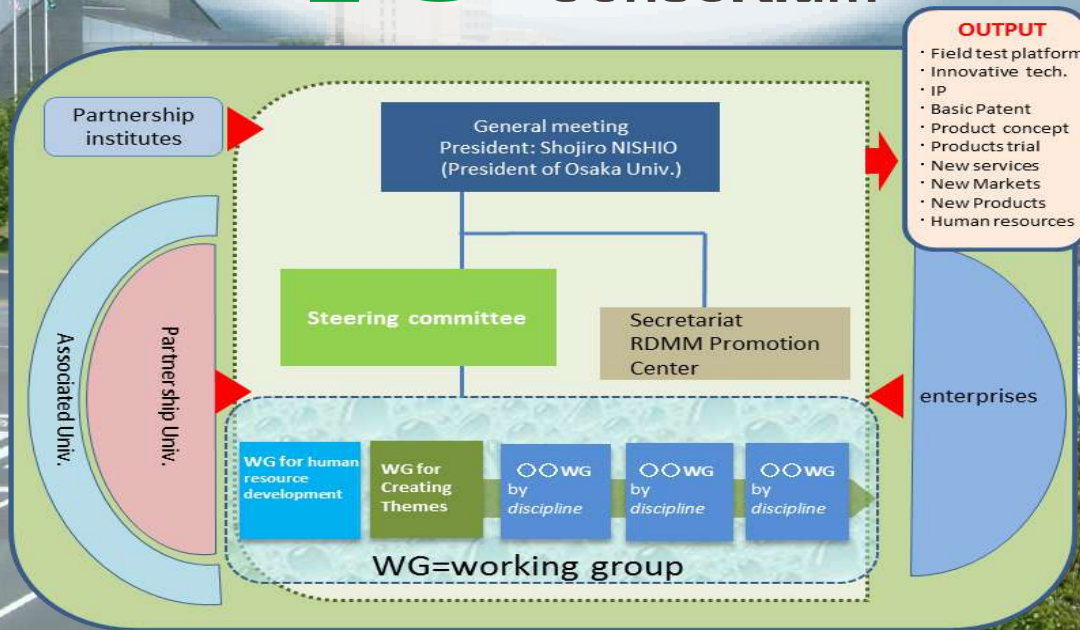 Consortium
OUTPUT
・Field test platform
・Innovative tech.
・IP
・Basic Patent
・Product concept
・Products trial
・New services
・New Markets
・New Products
・Human resources
Partnership
institutes
General meeting
President: Shojiro NISHIO
(President of Osaka Univ.)
Steering committee
Secretariat
RDMM Promotion
Center
Associated Univ.
Partnership Univ.
enterprises
WG for human
resource
development
WG for
Creating
Themes
○○WG
by
discipline
○○WG
by
discipline
○○WG
by
discipline
WG=working group